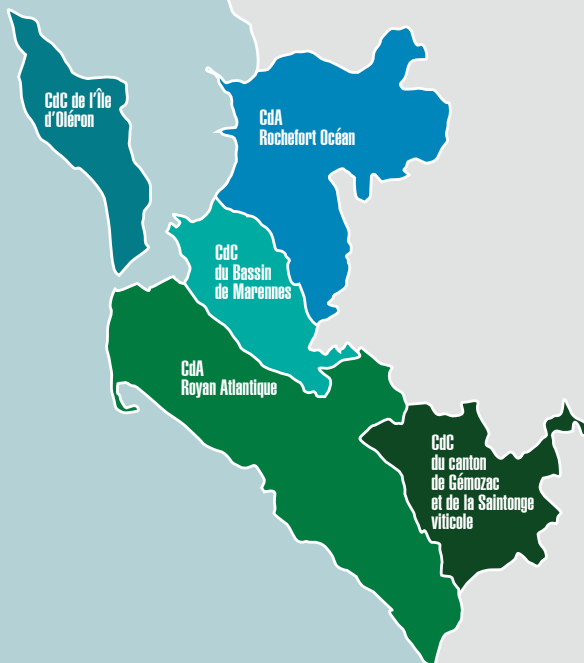 CdC de l'Île
d'Oléron
CdA
Rochefort Océan
CdC
du Bassin
de Marennes
CdA
Royan Atlantique
CdC
du canton
de Gémozac
et de la Saintonge
viticole